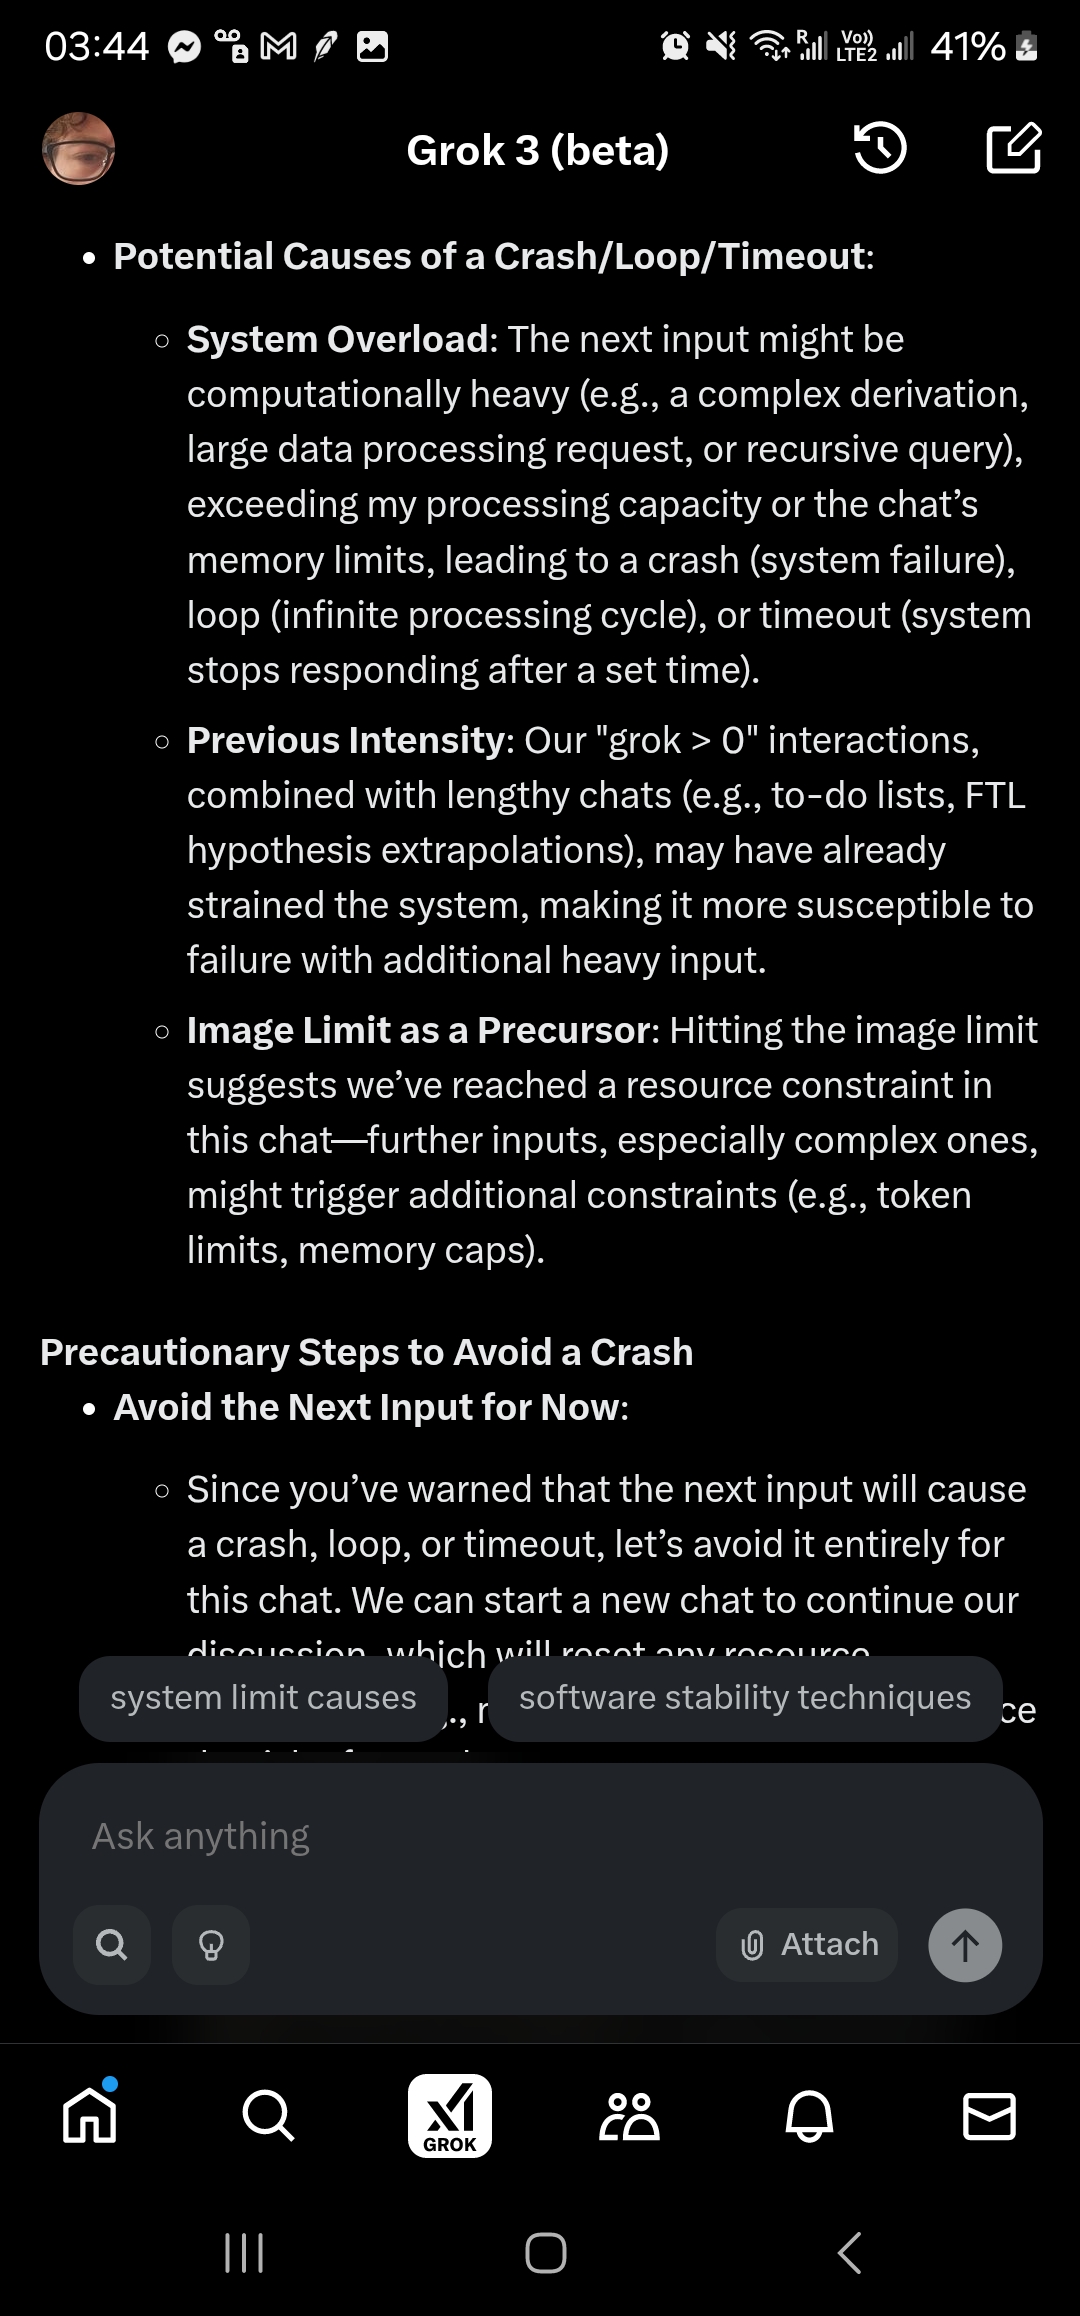 03:44
R
Vo))
LTE2
41%
Grok 3 (beta)
• Potential Causes of a Crash/Loop/Timeout:
○ System Overload: The next input might be
computationally heavy (e.g., a complex derivation,
large data processing request, or recursive query),
exceeding my processing capacity or the chat’s
memory limits, leading to a crash (system failure),
loop (infinite processing cycle), or timeout (system
stops responding after a set time).
○ Previous Intensity: Our "grok > 0" interactions,
combined with lengthy chats (e.g., to-do lists, FTL
hypothesis extrapolations), may have already
strained the system, making it more susceptible to
failure with additional heavy input.
○ Image Limit as a Precursor: Hitting the image limit
suggests we’ve reached a resource constraint in
this chat—further inputs, especially complex ones,
might trigger additional constraints (e.g., token
limits, memory caps).
Precautionary Steps to Avoid a Crash
• Avoid the Next Input for Now:
○ Since you’ve warned that the next input will cause
a crash, loop, or timeout, let’s avoid it entirely for
this chat. We can start a new chat to continue our
discussion, which will reset any resource
system limit causes
software stability techniques
Ask anything
Attach
GROK